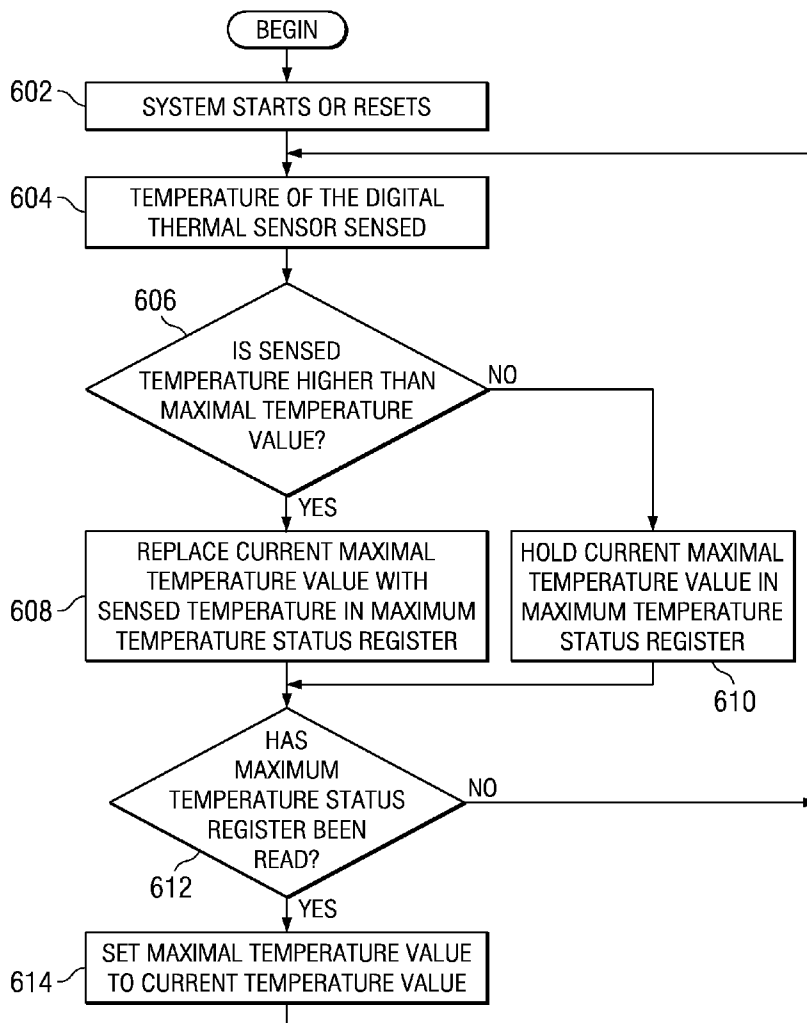 BEGIN
602
SYSTEM STARTS OR RESETS
604
TEMPERATURE OF THE DIGITAL
THERMAL SENSOR SENSED
606
IS SENSED
TEMPERATURE HIGHER THAN
MAXIMAL TEMPERATURE
VALUE?
NO
YES
608
REPLACE CURRENT MAXIMAL
TEMPERATURE VALUE WITH
SENSED TEMPERATURE IN MAXIMUM
TEMPERATURE STATUS REGISTER
HOLD CURRENT MAXIMAL
TEMPERATURE VALUE IN
MAXIMUM TEMPERATURE
STATUS REGISTER
610
HAS
MAXIMUM
TEMPERATURE STATUS
REGISTER BEEN
READ?
NO
612
YES
614
SET MAXIMAL TEMPERATURE VALUE
TO CURRENT TEMPERATURE VALUE